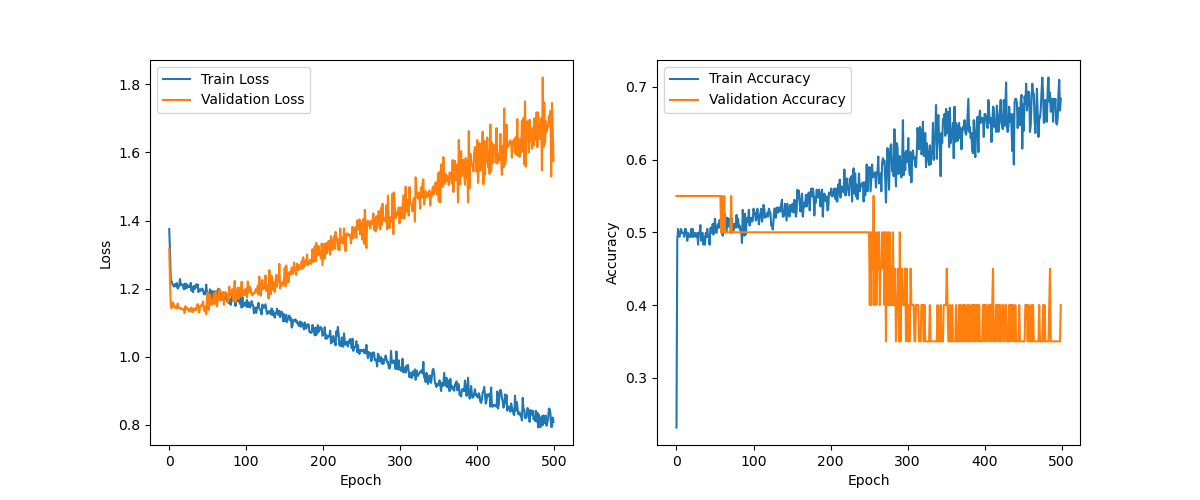 Train Loss
Validation Loss
1.8
1.6
1.4
1.2
1.0
0.8
Loss
0 100 200 300 400 500
Epoch
Train Accuracy
Validation Accuracy
0.7
0.6
0.5
0.4
0.3
Accuracy
0 100 200 300 400 500
Epoch